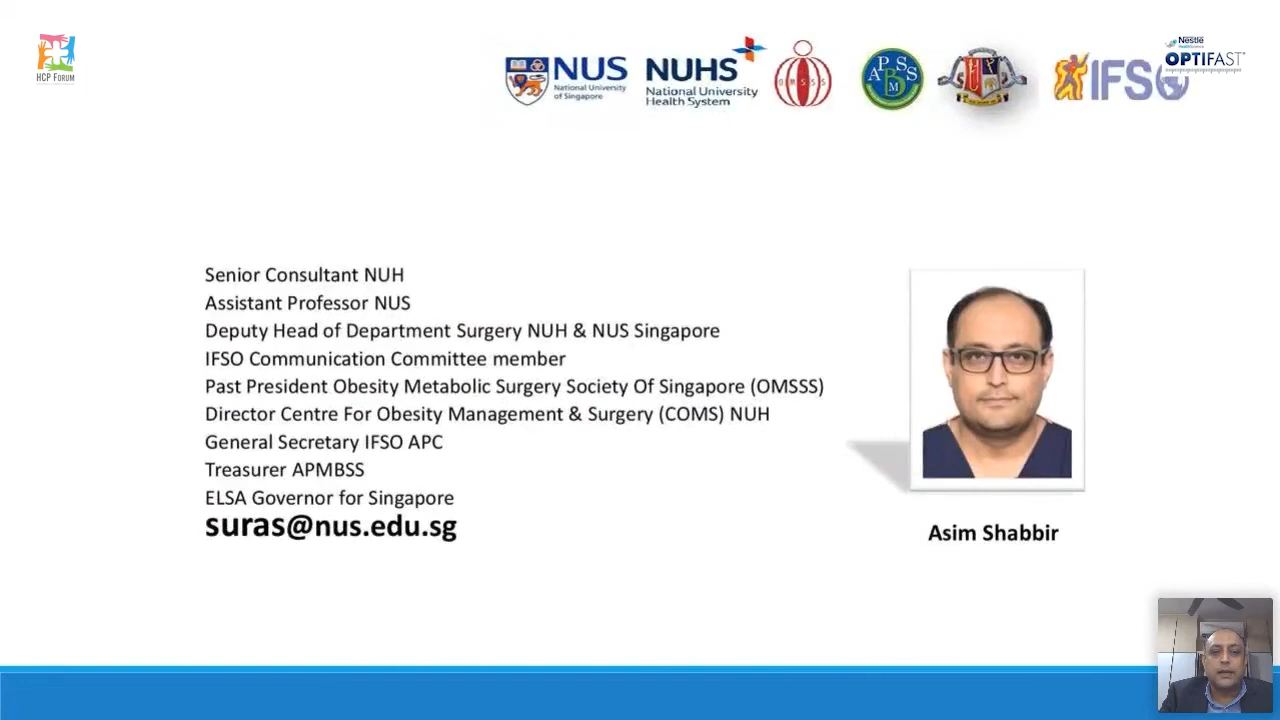 HCP FORUM
NUS
National University
of Singapore
NUHS
National University
Health System
OMSSS
APMBSS
IFSO
Nestlé
HealthScience
OPTIFAST
Senior Consultant NUH
Assistant Professor NUS
Deputy Head of Department Surgery NUH & NUS Singapore
IFSO Communication Committee member
Past President Obesity Metabolic Surgery Society Of Singapore (OMSSS)
Director Centre For Obesity Management & Surgery (COMS) NUH
General Secretary IFSO APC
Treasurer APMBSS
ELSA Governor for Singapore
suras@nus.edu.sg
Asim Shabbir